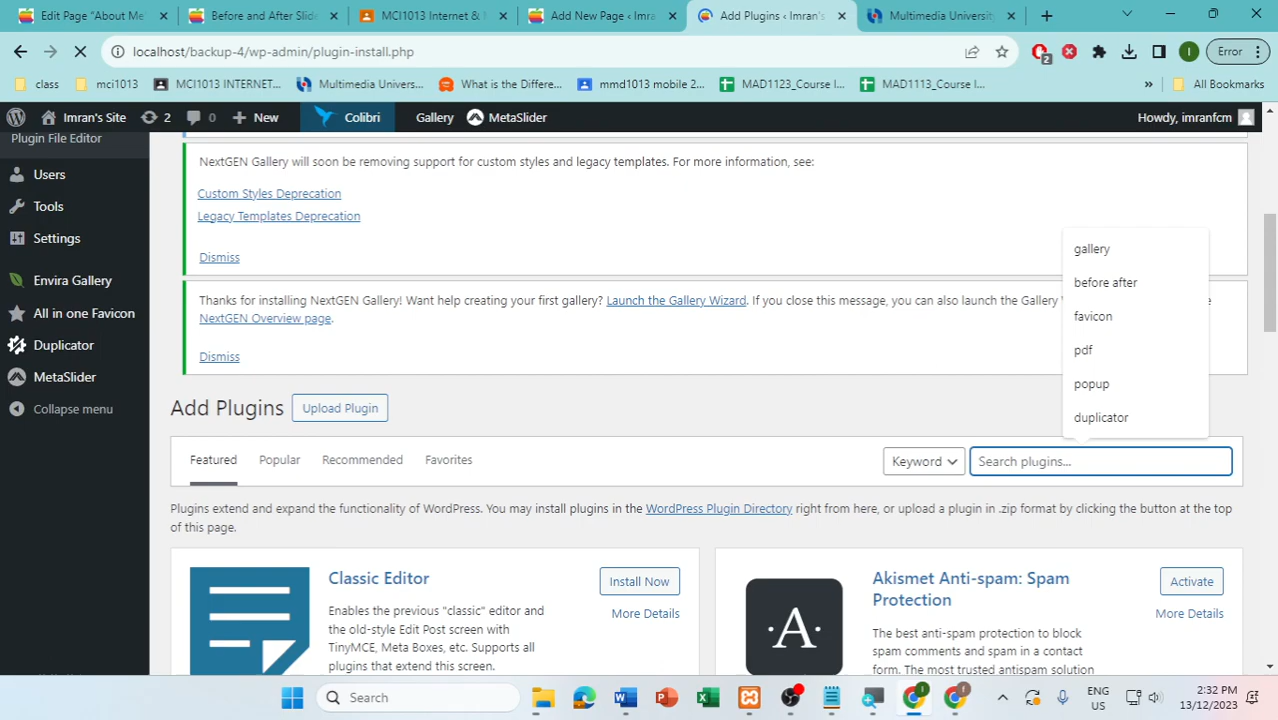 Edit Page "About Me"
Before and After Slide
MCI1013 Internet &
Add New Page ‹ Imra
Add Plugins ‹ Imran's
Multimedia University
localhost/backup-4/wp-admin/plugin-install.php
2
I
Error
class
mci1013
MCI1013 INTERNET...
Multimedia Univers...
What is the Differe...
mmd1013 mobile 2...
MAD1123_Course I...
MAD1113_Course I...
»
All Bookmarks
Imran's Site
2
0
New
Colibri
Gallery
MetaSlider
Howdy, imranfcm
Plugin File Editor
Users
Tools
Settings
Envira Gallery
All in one Favicon
Duplicator
MetaSlider
Collapse menu
NextGEN Gallery will soon be removing support for custom styles and legacy templates. For more information, see:
Custom Styles Deprecation
Legacy Templates Deprecation
Dismiss
Thanks for installing NextGEN Gallery! Want help creating your first gallery? Launch the Gallery Wizard. If you close this message, you can also launch the Gallery
NextGEN Overview page.
Dismiss
gallery
before after
favicon
pdf
popup
duplicator
Add Plugins
Upload Plugin
Featured
Popular
Recommended
Favorites
Keyword
Search plugins...
Plugins extend and expand the functionality of WordPress. You may install plugins in the WordPress Plugin Directory right from here, or upload a plugin in .zip format by clicking the button at the top
of this page.
Classic Editor
Install Now
More Details
Enables the previous "classic" editor and
the old-style Edit Post screen with
TinyMCE, Meta Boxes, etc. Supports all
plugins that extend this screen.
·A·
Akismet Anti-spam: Spam
Protection
Activate
More Details
The best anti-spam protection to block
spam comments and spam in a contact
form. The most trusted antispam solution
Search
ENG
US
2:32 PM
13/12/2023